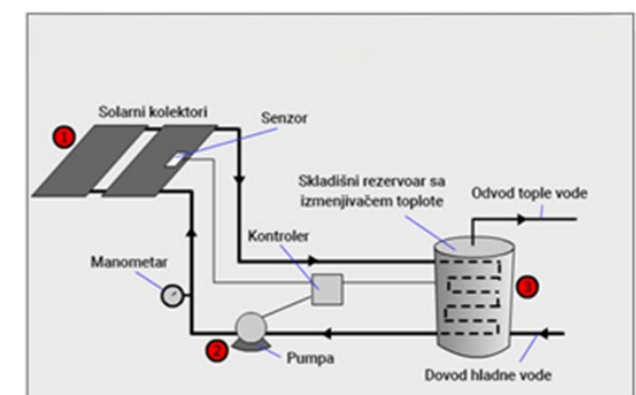 Solarni kolektori
1
Senzor
Skladišni rezervoar sa
izmenjivačem toplote
Odvod tople vode
Kontroler
Manometar
3
2
Pumpa
Dovod hladne vode